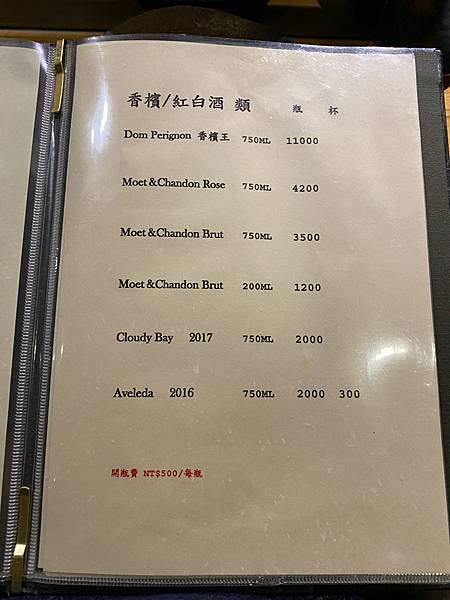 香檳/紅白酒 類 瓶 杯
Dom Perignon 香檳王 750ML 11000
Moet &Chandon Rose 750ML 4200
Moet &Chandon Brut 750ML 3500
Moet &Chandon Brut 200ML 1200
Cloudy Bay 2017 750ML 2000
Aveleda 2016 750ML 2000 300
開瓶費 NT$500/每瓶